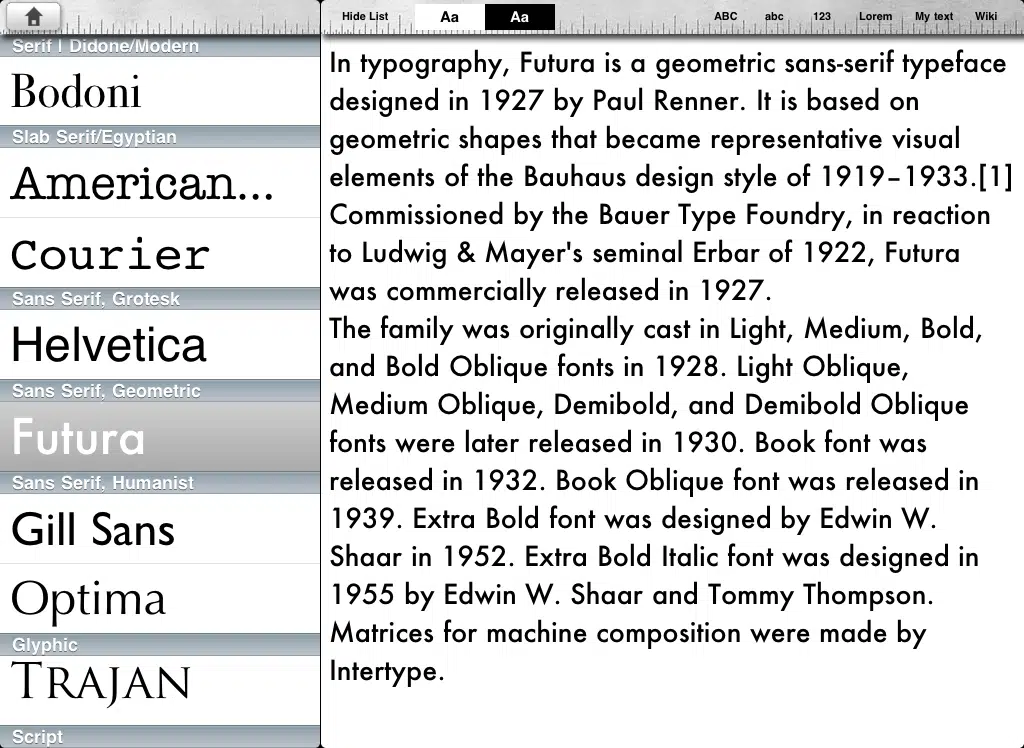 Hide List
Aa
Aa
ABC
abc
123
Lorem
My text
Wiki
Serif | Didone/Modern
Bodoni
Slab Serif/Egyptian
American...
Courier
Sans Serif, Grotesk
Helvetica
Sans Serif, Geometric
Futura
Sans Serif, Humanist
Gill Sans
Optima
Glyphic
TRAJAN
Script
In typography, Futura is a geometric sans-serif typeface
designed in 1927 by Paul Renner. It is based on
geometric shapes that became representative visual
elements of the Bauhaus design style of 1919–1933.[1]
Commissioned by the Bauer Type Foundry, in reaction
to Ludwig & Mayer's seminal Erbar of 1922, Futura
was commercially released in 1927.
The family was originally cast in Light, Medium, Bold,
and Bold Oblique fonts in 1928. Light Oblique,
Medium Oblique, Demibold, and Demibold Oblique
fonts were later released in 1930. Book font was
released in 1932. Book Oblique font was released in
1939. Extra Bold font was designed by Edwin W.
Shaar in 1952. Extra Bold Italic font was designed in
1955 by Edwin W. Shaar and Tommy Thompson.
Matrices for machine composition were made by
Intertype.